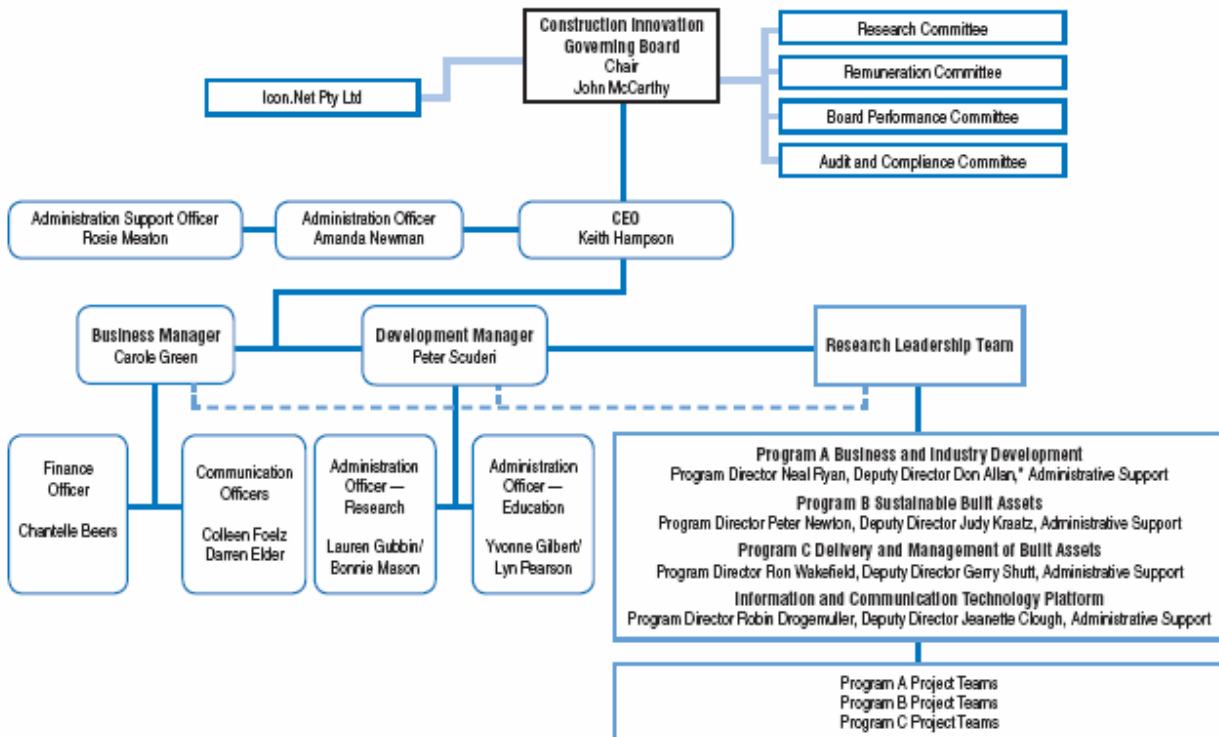 Construction Innovation
Governing Board
Chair
John McCarthy
Icon.Net Pty Ltd
Research Committee
Remuneration Committee
Board Performance Committee
Audit and Compliance Committee
Administration Support Officer
Rosie Meaton
Administration Officer
Amanda Newman
CEO
Keith Hampson
Business Manager
Carole Green
Development Manager
Peter Scuderi
Research Leadership Team
Finance
Officer
Chantelle Beers
Communication
Officers
Colleen Foelz
Darren Elder
Administration
Officer —
Research
Lauren Gubbin/
Bonnie Mason
Administration
Officer —
Education
Yvonne Gilbert/
Lyn Pearson
Program A Business and Industry Development
Program Director Neal Ryan, Deputy Director Don Allan,* Administrative Support
Program B Sustainable Built Assets
Program Director Peter Newton, Deputy Director Judy Kraatz, Administrative Support
Program C Delivery and Management of Built Assets
Program Director Ron Wakefield, Deputy Director Gerry Shutt, Administrative Support
Information and Communication Technology Platform
Program Director Robin Drogemuller, Deputy Director Jeanette Clough, Administrative Support
Program A Project Teams
Program B Project Teams
Program C Project Teams